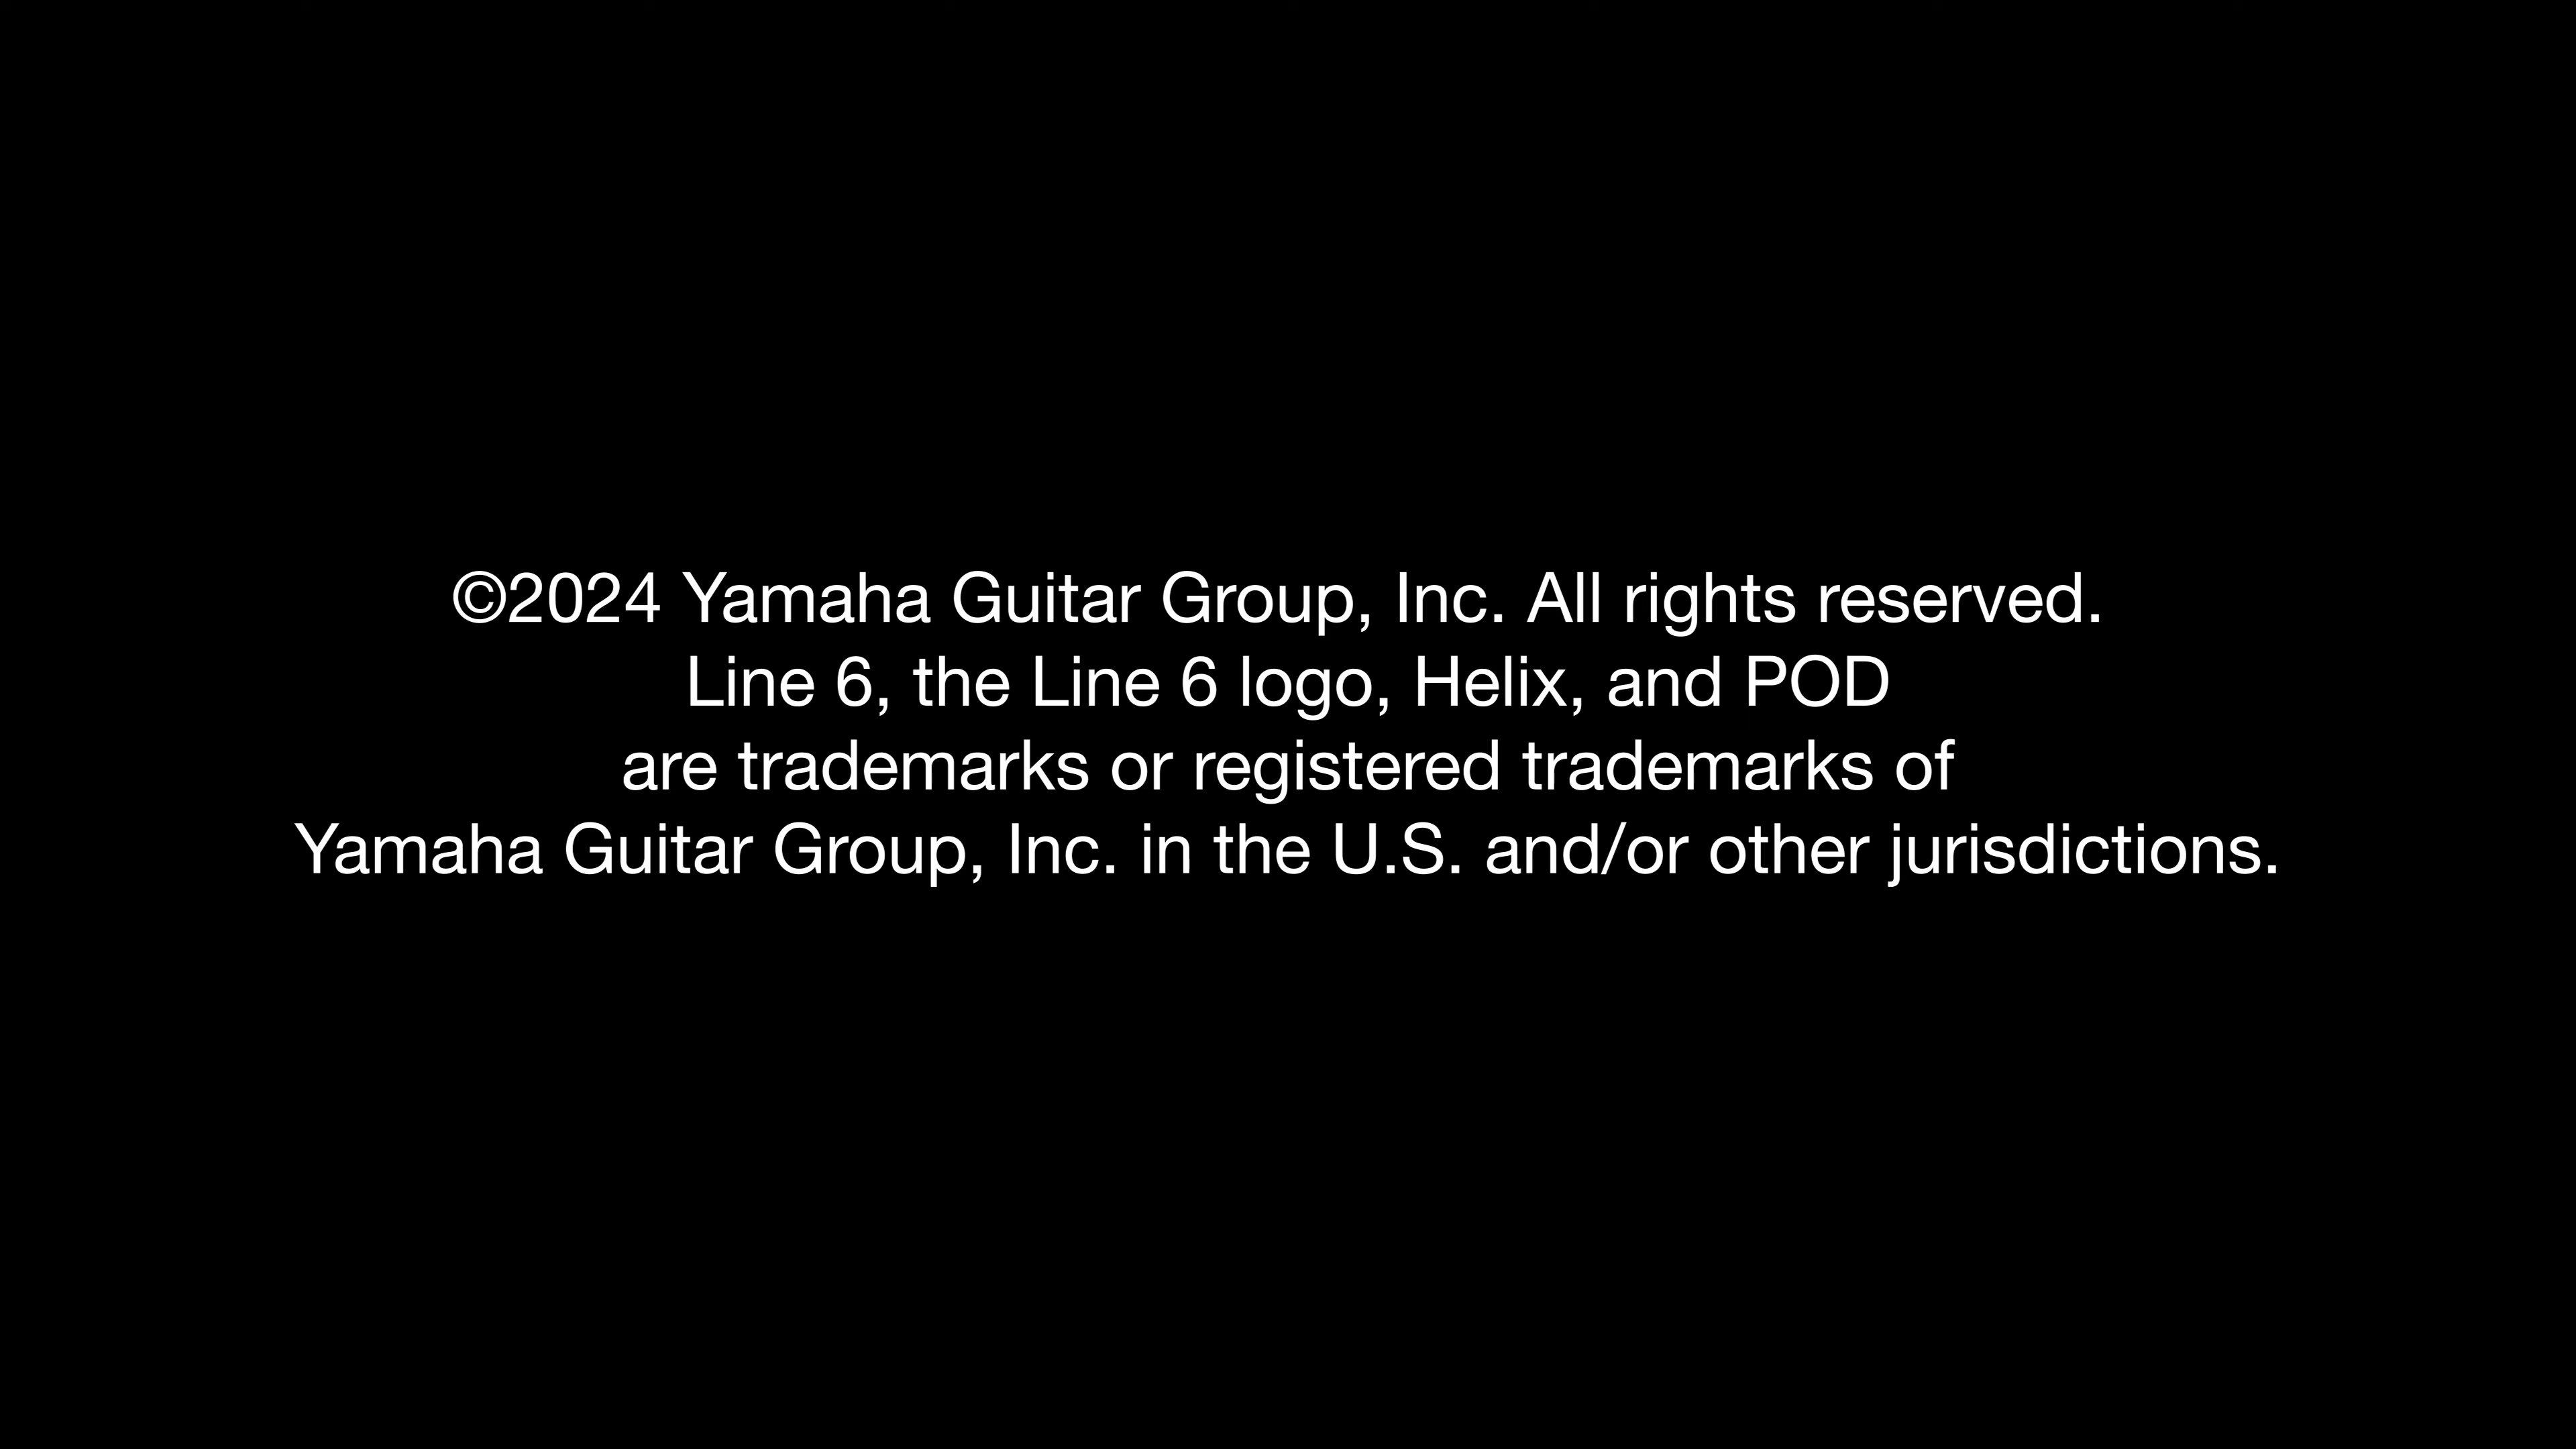 ©2024 Yamaha Guitar Group, Inc. All rights reserved.
Line 6, the Line 6 logo, Helix, and POD
are trademarks or registered trademarks of
Yamaha Guitar Group, Inc. in the U.S. and/or other jurisdictions.